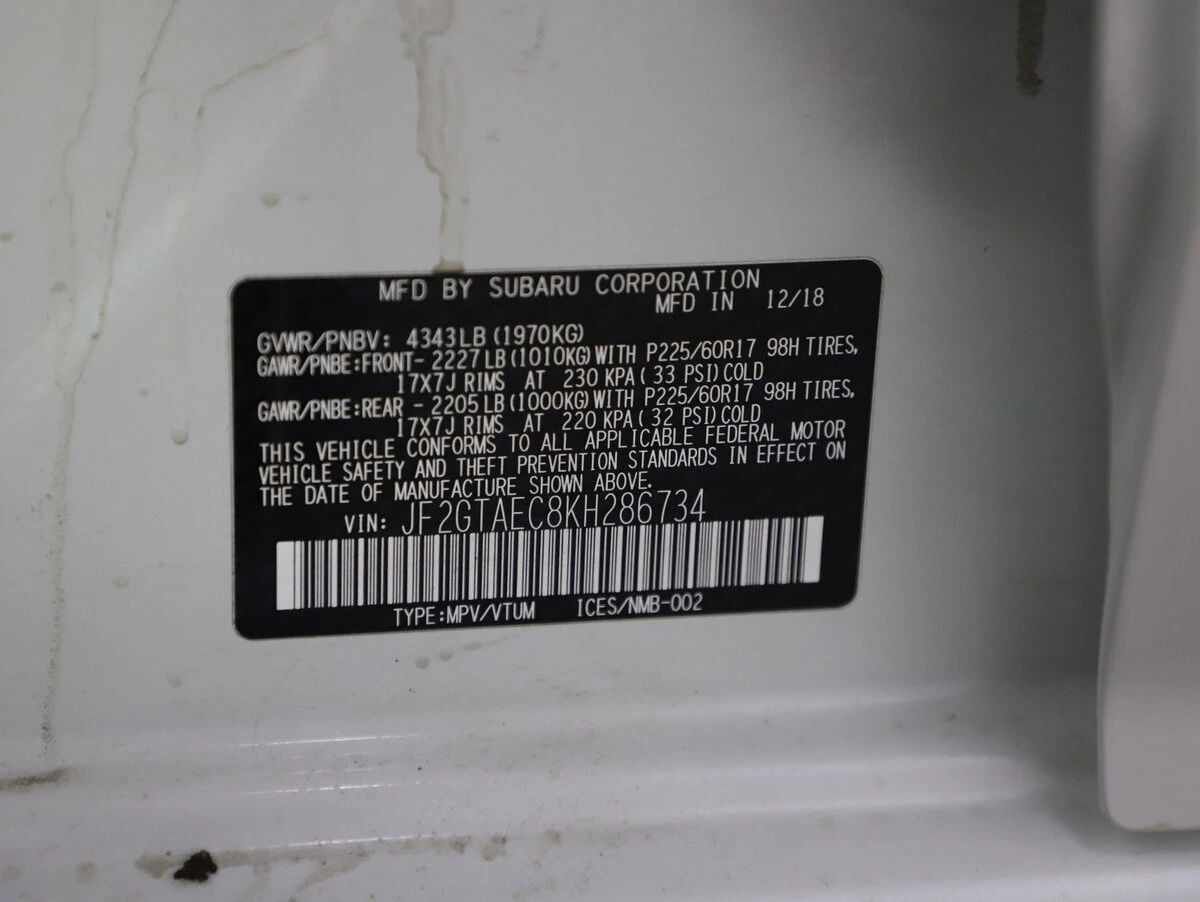 MFD BY SUBARU CORPORATION
MFD IN 12/18
GVWR/PNBV: 4343LB (1970KG)
GAWR/PNBE:FRONT- 2227LB (1010KG) WITH P225/60R17 98H TIRES,
17X7J RIMS AT 230 KPA ( 33 PSI) COLD
GAWR/PNBE:REAR - 2205LB (1000KG) WITH P225/60R17 98H TIRES,
17X7J RIMS AT 220 KPA ( 32 PSI) COLD
THIS VEHICLE CONFORMS TO ALL APPLICABLE FEDERAL MOTOR
VEHICLE SAFETY AND THEFT PREVENTION STANDARDS IN EFFECT ON
THE DATE OF MANUFACTURE SHOWN ABOVE.
VIN: JF2GTAEC8KH286734
TYPE:MPV/VTUM ICES/NMB-002